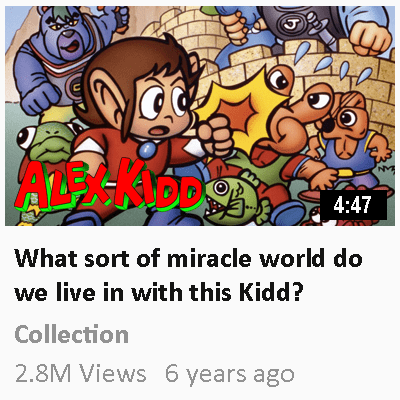 ALEX KIDD
4:47
What sort of miracle world do
we live in with this Kidd?
Collection
2.8M Views 6 years ago